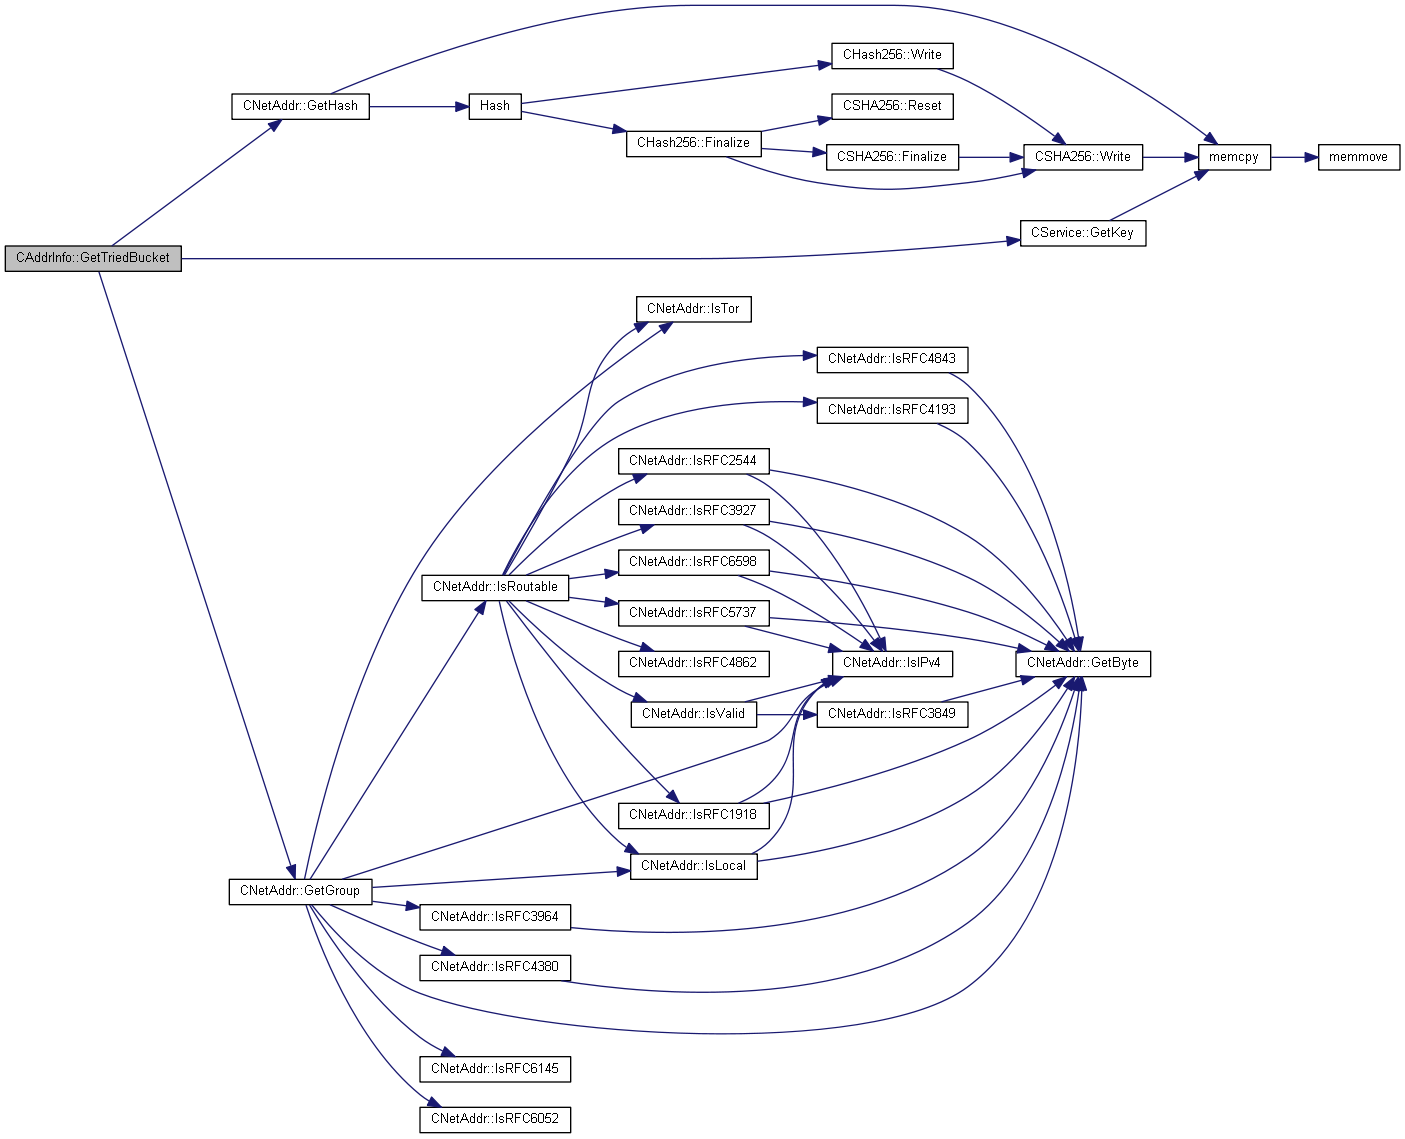 CHash256::Write
CNetAddr::GetHash
Hash
CSHA256::Reset
CHash256::Finalize
CSHA256::Finalize
CSHA256::Write
memcpy
memmove
CService::GetKey
CAddrInfo::GetTriedBucket
CNetAddr::IsTor
CNetAddr::IsRFC4843
CNetAddr::IsRFC4193
CNetAddr::IsRFC2544
CNetAddr::IsRFC3927
CNetAddr::IsRFC6598
CNetAddr::IsRoutable
CNetAddr::IsRFC5737
CNetAddr::IsRFC4862
CNetAddr::IsIPv4
CNetAddr::GetByte
CNetAddr::IsValid
CNetAddr::IsRFC3849
CNetAddr::IsRFC1918
CNetAddr::IsLocal
CNetAddr::GetGroup
CNetAddr::IsRFC3964
CNetAddr::IsRFC4380
CNetAddr::IsRFC6145
CNetAddr::IsRFC6052